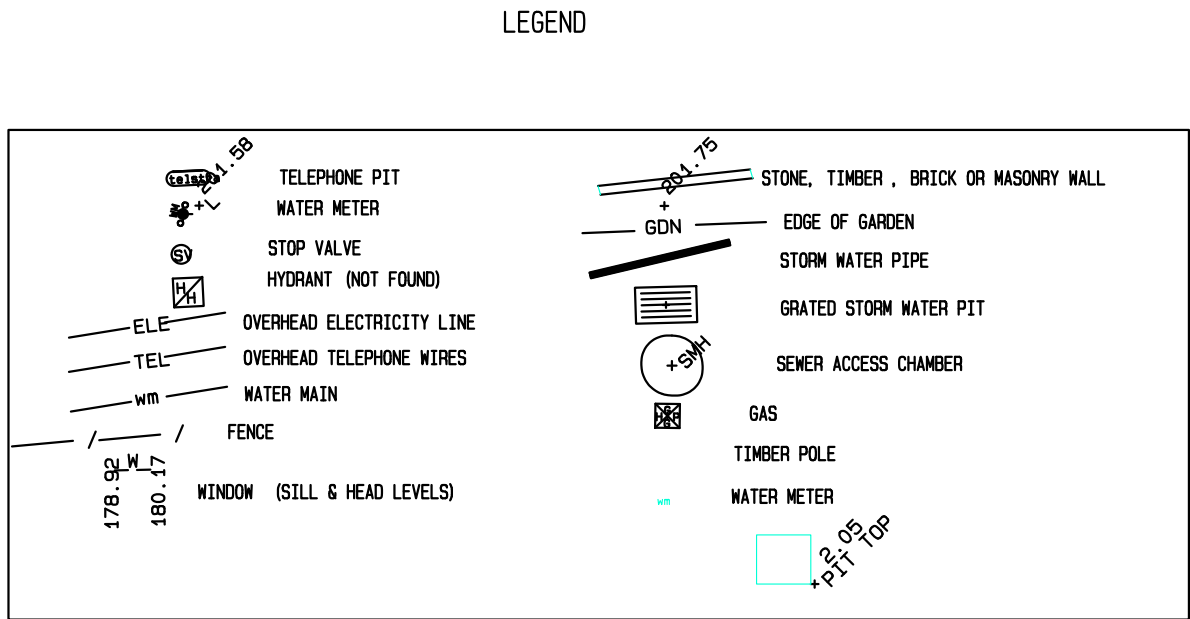 LEGEND
telstra 201.58 TELEPHONE PIT
WATER METER
SV STOP VALVE
H H HYDRANT (NOT FOUND)
ELE OVERHEAD ELECTRICITY LINE
TEL OVERHEAD TELEPHONE WIRES
wm WATER MAIN
FENCE
178.92 W 180.17 WINDOW (SILL & HEAD LEVELS)
201.75 STONE, TIMBER , BRICK OR MASONRY WALL
GDN EDGE OF GARDEN
STORM WATER PIPE
GRATED STORM WATER PIT
SMH SEWER ACCESS CHAMBER
GAS
TIMBER POLE
wm WATER METER
2.05
PIT TOP